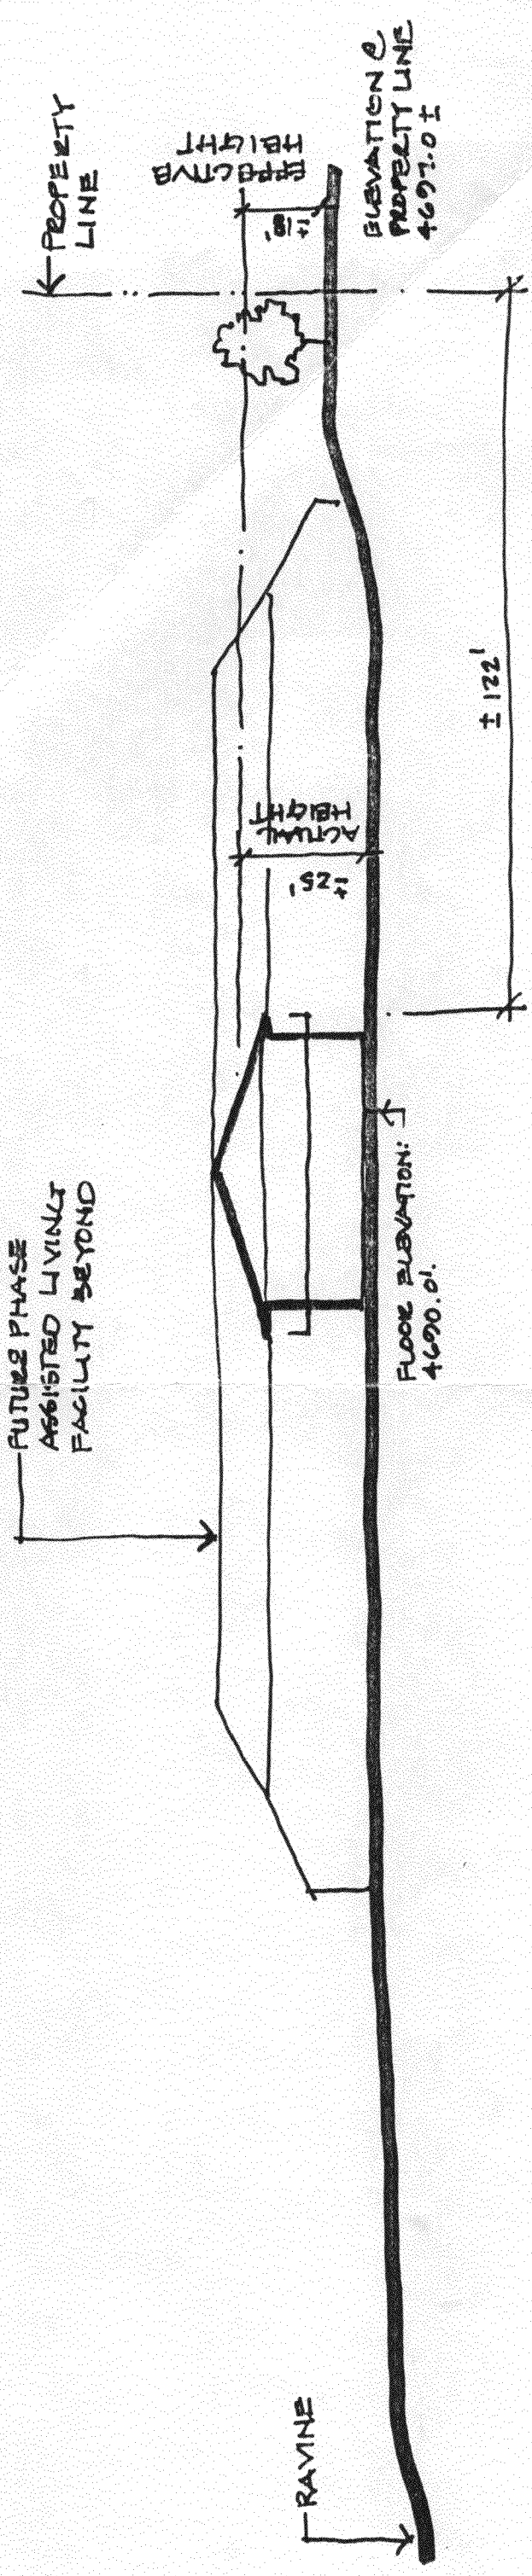 RAVINE
FUTURE PHASE
ASSISTED LIVING
FACILITY BEYOND
FLOOR ELEVATION:
4690.0'.
± 25'
ACTUAL
HEIGHT
± 122'
PROPERTY
LINE
± 18'
EFFECTIVE
HEIGHT
ELEVATION @
PROPERTY LINE
4697.0 ±